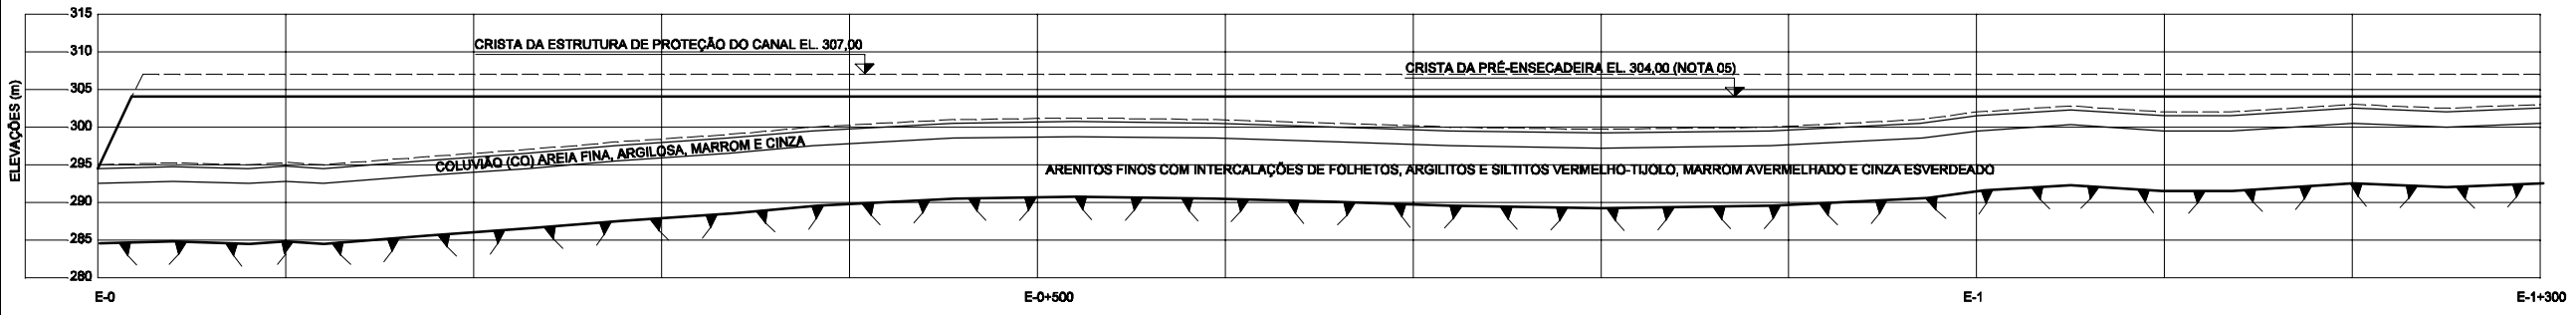 315
310
305
300
295
290
285
280
ELEVAÇÕES (m)
CRISTA DA ESTRUTURA DE PROTEÇÃO DO CANAL EL. 307,00
CRISTA DA PRÉ-ENSECADEIRA EL. 304,00 (NOTA 05)
COLUVIÃO (CO) AREIA FINA, ARGILOSA, MARROM E CINZA
ARENITOS FINOS COM INTERCALAÇÕES DE FOLHETOS, ARGILITOS E SILTITOS VERMELHO-TIJOLO, MARROM AVERMELHADO E CINZA ESVERDEADO
E-0
E-0+500
E-1
E-1+300